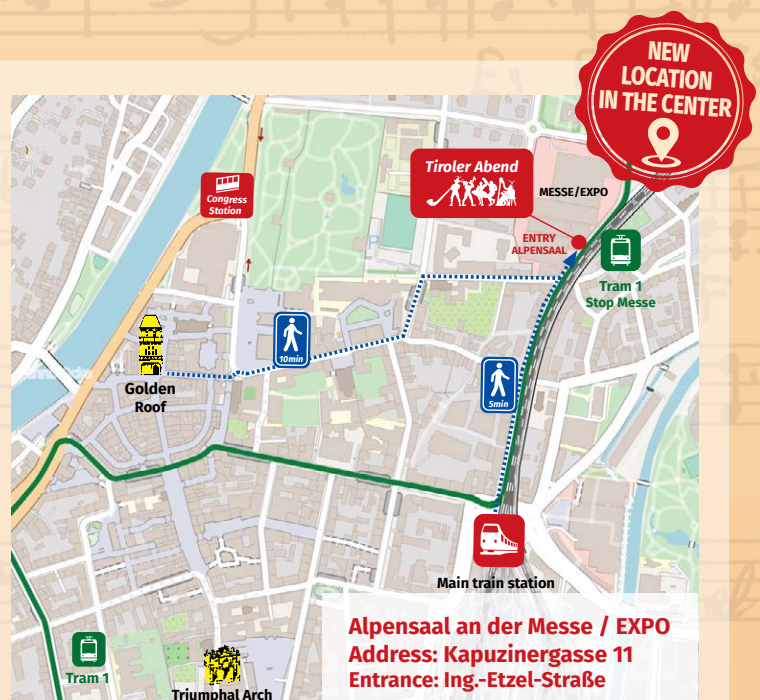 NEW
LOCATION
IN THE CENTER
Tiroler Abend
MESSE/EXPO
Congress
Station
ENTRY
ALPENSAAL
Tram 1
Stop Messe
10min
Golden
Roof
5min
Main train station
Alpensaal an der Messe / EXPO
Address: Kapuzinergasse 11
Entrance: Ing.-Etzel-Straße
Tram 1
Triumphal Arch